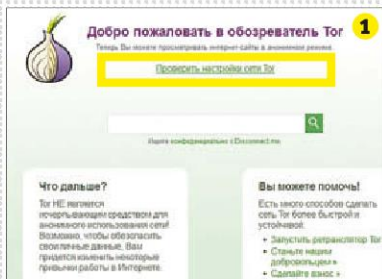 Добро пожаловать в обозреватель Tor
1
Теперь Вы можете просматривать интернет-сайты в анонимном режиме.
Проверить настройки сети Tor
Ищите конфиденциально с Disconnect.me.
Что дальше?
Tor НЕ является
исчерпывающим средством для
анонимного использования сети!
Возможно, чтобы обезопасить
свои личные данные, Вам
придется изменить некоторые
привычки работы в Интернете.
Вы можете помочь!
Есть много способов сделать
сеть Tor более быстрой и
устойчивой:
• Запустить ретранслятор Tor
• Станьте нашим
добровольцем »
• Сделайте взнос »